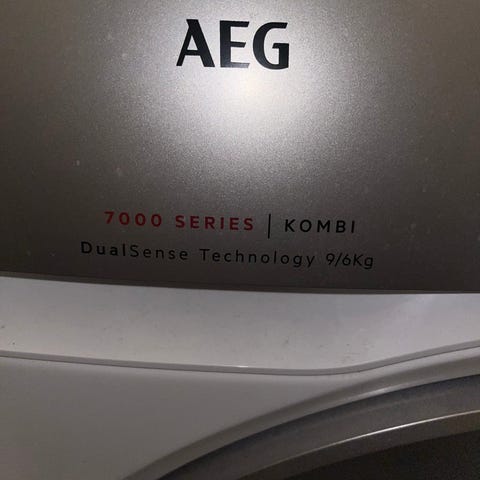 AEG
7000 SERIES | KOMBI
DualSense Technology 9/6Kg